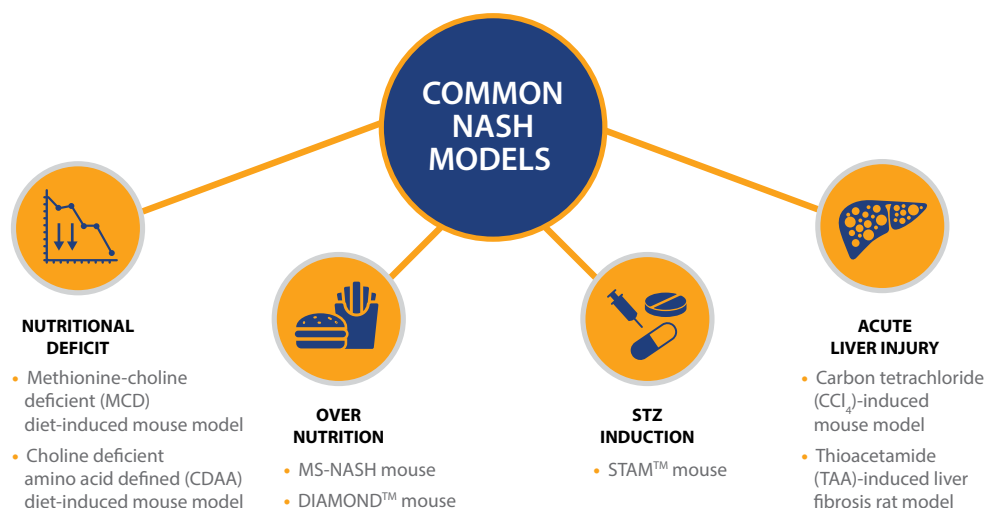 COMMON
NASH
MODELS
NUTRITIONAL
DEFICIT
• Methionine-choline
deficient (MCD)
diet-induced mouse model
• Choline deficient
amino acid defined (CDAA)
diet-induced mouse model
OVER
NUTRITION
• MS-NASH mouse
• DIAMOND™ mouse
STZ
INDUCTION
• STAM™ mouse
ACUTE
LIVER INJURY
• Carbon tetrachloride
(CCl₄)-induced
mouse model
• Thioacetamide
(TAA)-induced liver
fibrosis rat model